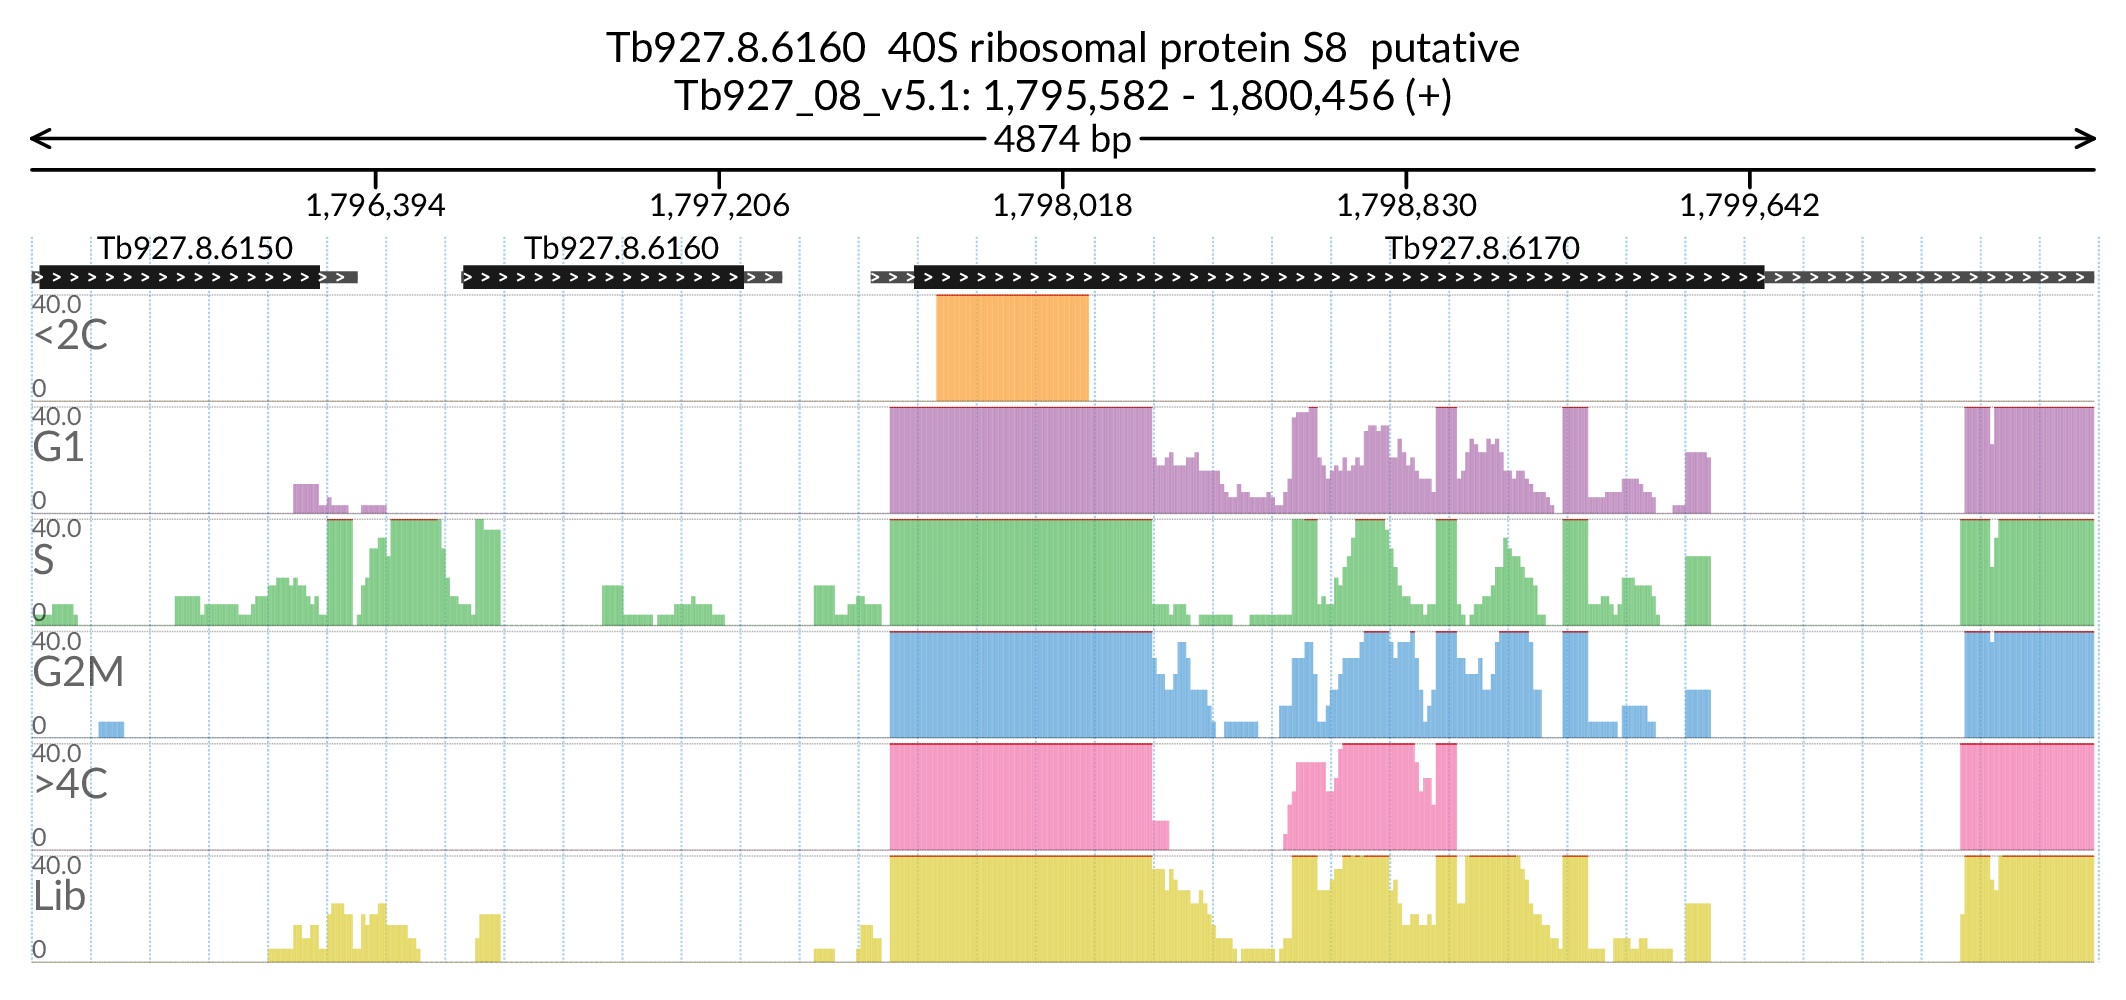 Tb927.8.6160 40S ribosomal protein S8 putative
Tb927_08_v5.1: 1,795,582 - 1,800,456 (+)
4874 bp
1,796,394 1,797,206 1,798,018 1,798,830 1,799,642
Tb927.8.6150 Tb927.8.6160 Tb927.8.6170
40.0
<2C
0
40.0
G1
0
40.0
S
0
40.0
G2M
0
40.0
>4C
0
40.0
Lib
0